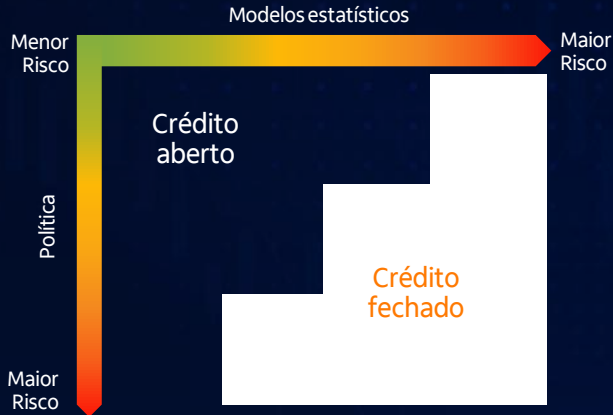 Modelos estatísticos
Menor
Risco
Maior
Risco
Crédito
aberto
Política
Crédito
fechado
Maior
Risco